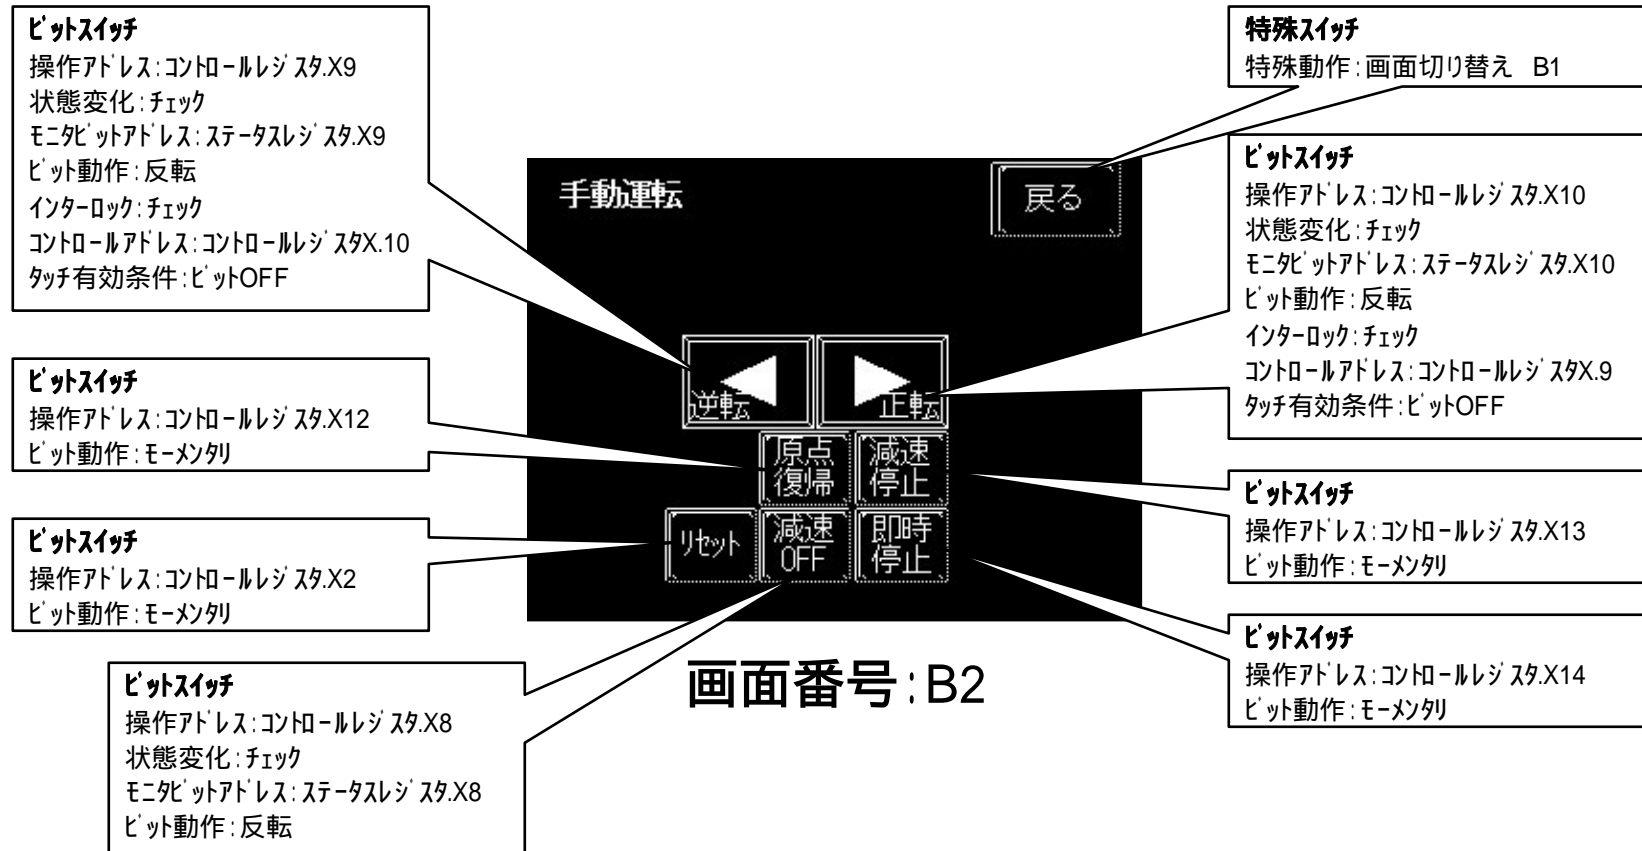 ﾋﾞｯﾄｽｲｯﾁ
操作ｱﾄﾞﾚｽ:ｺﾝﾄﾛｰﾙﾚｼﾞｽﾀ.X9
状態変化:ﾁｪｯｸ
ﾓﾆﾀﾋﾞｯﾄｱﾄﾞﾚｽ:ｽﾃｰﾀｽﾚｼﾞｽﾀ.X9
ﾋﾞｯﾄ動作:反転
ｲﾝﾀｰﾛｯｸ:ﾁｪｯｸ
ｺﾝﾄﾛｰﾙｱﾄﾞﾚｽ:ｺﾝﾄﾛｰﾙﾚｼﾞｽﾀX.10
ﾀｯﾁ有効条件:ﾋﾞｯﾄOFF
ﾋﾞｯﾄｽｲｯﾁ
操作ｱﾄﾞﾚｽ:ｺﾝﾄﾛｰﾙﾚｼﾞｽﾀ.X12
ﾋﾞｯﾄ動作:ﾓｰﾒﾝﾀﾘ
ﾋﾞｯﾄｽｲｯﾁ
操作ｱﾄﾞﾚｽ:ｺﾝﾄﾛｰﾙﾚｼﾞｽﾀ.X2
ﾋﾞｯﾄ動作:ﾓｰﾒﾝﾀﾘ
ﾋﾞｯﾄｽｲｯﾁ
操作ｱﾄﾞﾚｽ:ｺﾝﾄﾛｰﾙﾚｼﾞｽﾀ.X8
状態変化:ﾁｪｯｸ
ﾓﾆﾀﾋﾞｯﾄｱﾄﾞﾚｽ:ｽﾃｰﾀｽﾚｼﾞｽﾀ.X8
ﾋﾞｯﾄ動作:反転
手動運転
戻る
逆転
正転
原点
復帰
減速
停止
ﾘｾｯﾄ
減速
OFF
即時
停止
画面番号:B2
特殊ｽｲｯﾁ
特殊動作:画面切り替え B1
ﾋﾞｯﾄｽｲｯﾁ
操作ｱﾄﾞﾚｽ:ｺﾝﾄﾛｰﾙﾚｼﾞｽﾀ.X10
状態変化:ﾁｪｯｸ
ﾓﾆﾀﾋﾞｯﾄｱﾄﾞﾚｽ:ｽﾃｰﾀｽﾚｼﾞｽﾀ.X10
ﾋﾞｯﾄ動作:反転
ｲﾝﾀｰﾛｯｸ:ﾁｪｯｸ
ｺﾝﾄﾛｰﾙｱﾄﾞﾚｽ:ｺﾝﾄﾛｰﾙﾚｼﾞｽﾀX.9
ﾀｯﾁ有効条件:ﾋﾞｯﾄOFF
ﾋﾞｯﾄｽｲｯﾁ
操作ｱﾄﾞﾚｽ:ｺﾝﾄﾛｰﾙﾚｼﾞｽﾀ.X13
ﾋﾞｯﾄ動作:ﾓｰﾒﾝﾀﾘ
ﾋﾞｯﾄｽｲｯﾁ
操作ｱﾄﾞﾚｽ:ｺﾝﾄﾛｰﾙﾚｼﾞｽﾀ.X14
ﾋﾞｯﾄ動作:ﾓｰﾒﾝﾀﾘ